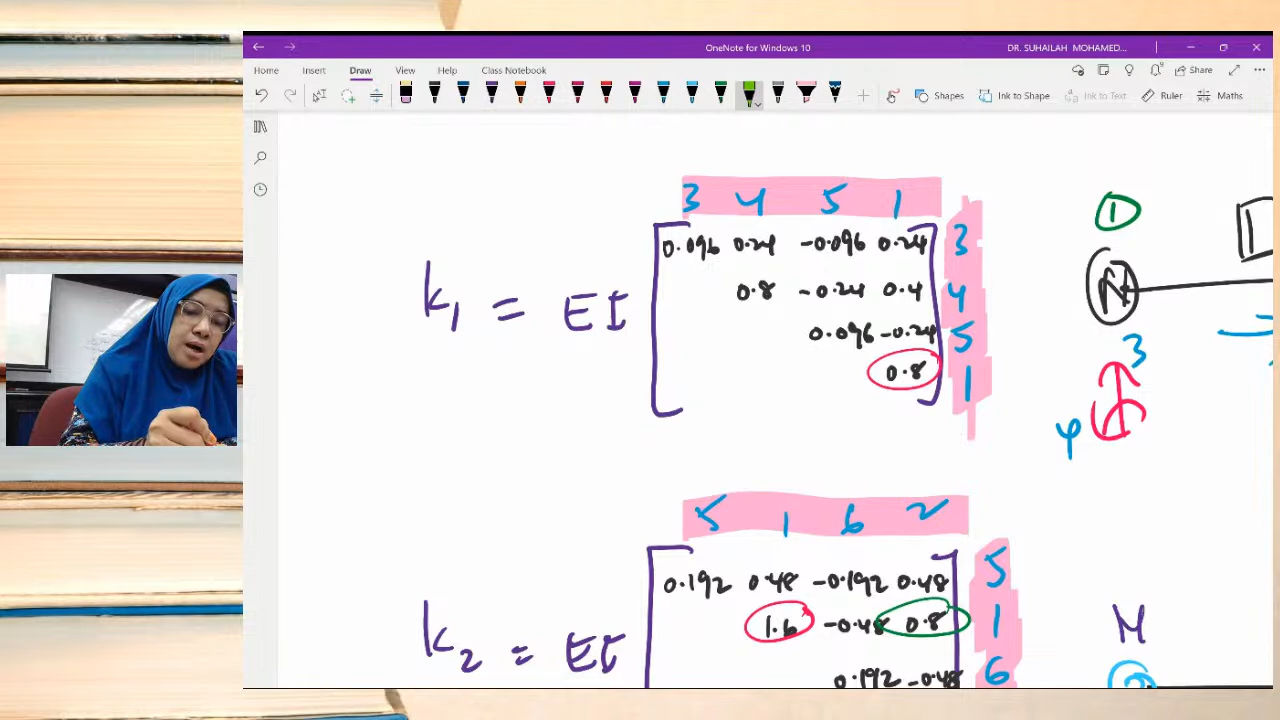 OneNote for Windows 10
DR. SUHAILAH MOHAMED...
Home Insert Draw View Help Class Notebook
Share
Shapes Ink to Shape Ink to Text Ruler Maths
3 4 5 1
k1 = EI
0.096 0.24 -0.096 0.24 3
0.8 -0.24 0.4 4
0.096 -0.24 5
0.8 1
1
N
3
4
5 1 6 2
k2 = EI
0.192 0.48 -0.192 0.48 5
1.6 -0.48 0.8 1
0.192 -0.48 6
M
2